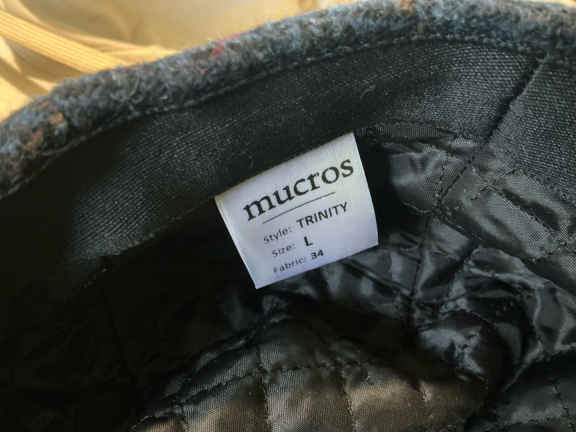 mucros
Style: TRINITY
Size: L
Fabric: 34